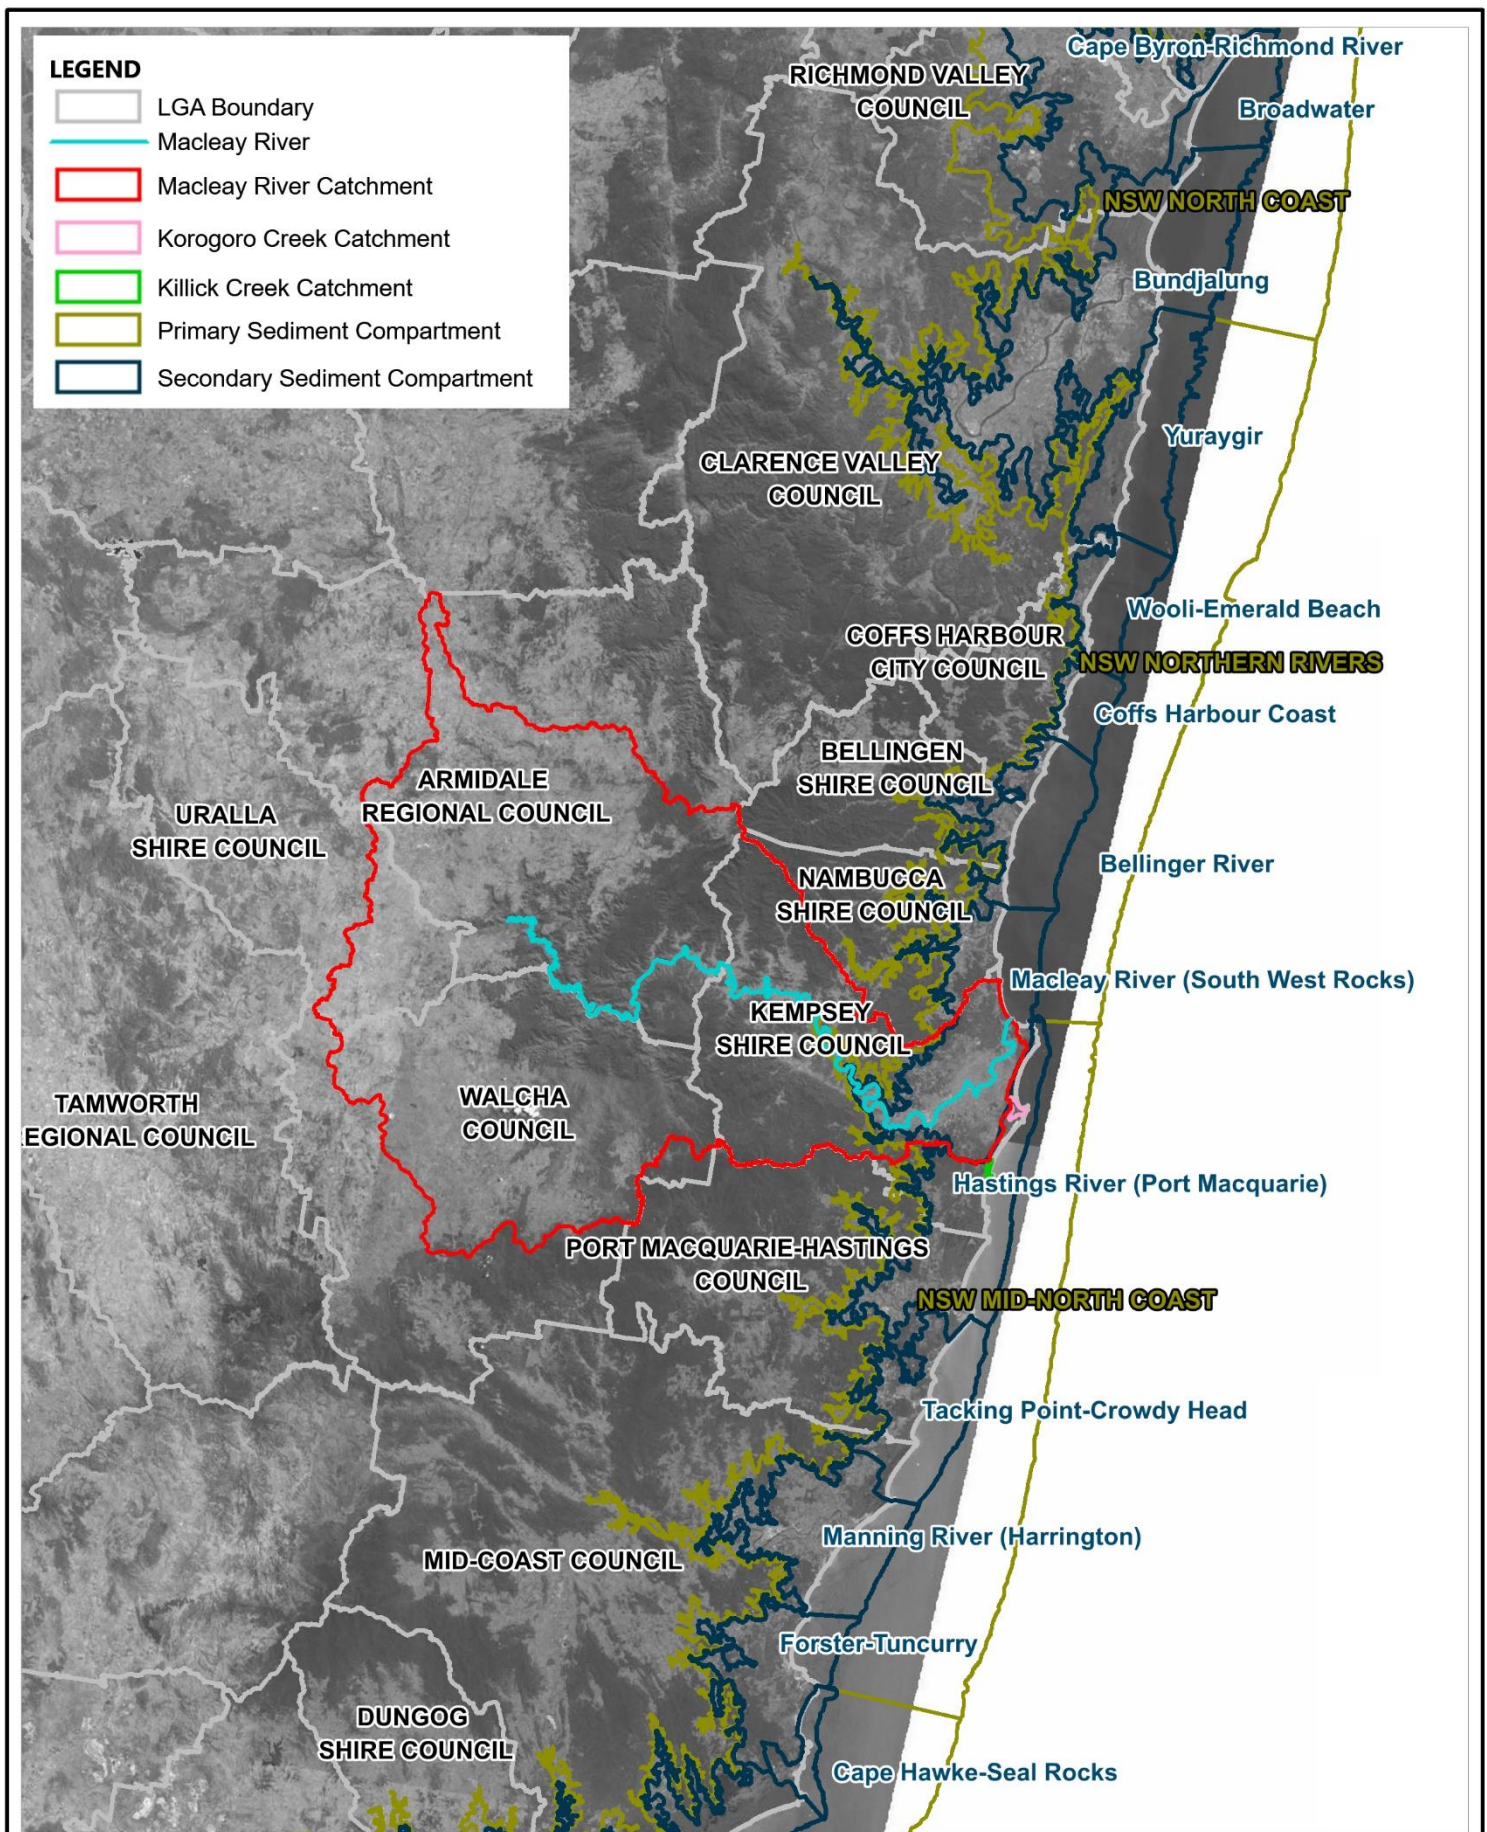 LEGEND
LGA Boundary
Macleay River
Macleay River Catchment
Korogoro Creek Catchment
Killick Creek Catchment
Primary Sediment Compartment
Secondary Sediment Compartment
Cape Byron-Richmond River
RICHMOND VALLEY
COUNCIL
Broadwater
NSW NORTH COAST
Bundjalung
Yuraygir
CLARENCE VALLEY
COUNCIL
Wooli-Emerald Beach
COFFS HARBOUR
CITY COUNCIL
NSW NORTHERN RIVERS
Coffs Harbour Coast
BELLINGEN
SHIRE COUNCIL
ARMIDALE
REGIONAL COUNCIL
URALLA
SHIRE COUNCIL
Bellinger River
NAMBUCCA
SHIRE COUNCIL
Macleay River (South West Rocks)
KEMPSEY
SHIRE COUNCIL
WALCHA
COUNCIL
TAMWORTH
EGIONAL COUNCIL
Hastings River (Port Macquarie)
PORT MACQUARIE-HASTINGS
COUNCIL
NSW MID-NORTH COAST
Tacking Point-Crowdy Head
Manning River (Harrington)
MID-COAST COUNCIL
Forster-Tuncurry
DUNGOG
SHIRE COUNCIL
Cape Hawke-Seal Rocks